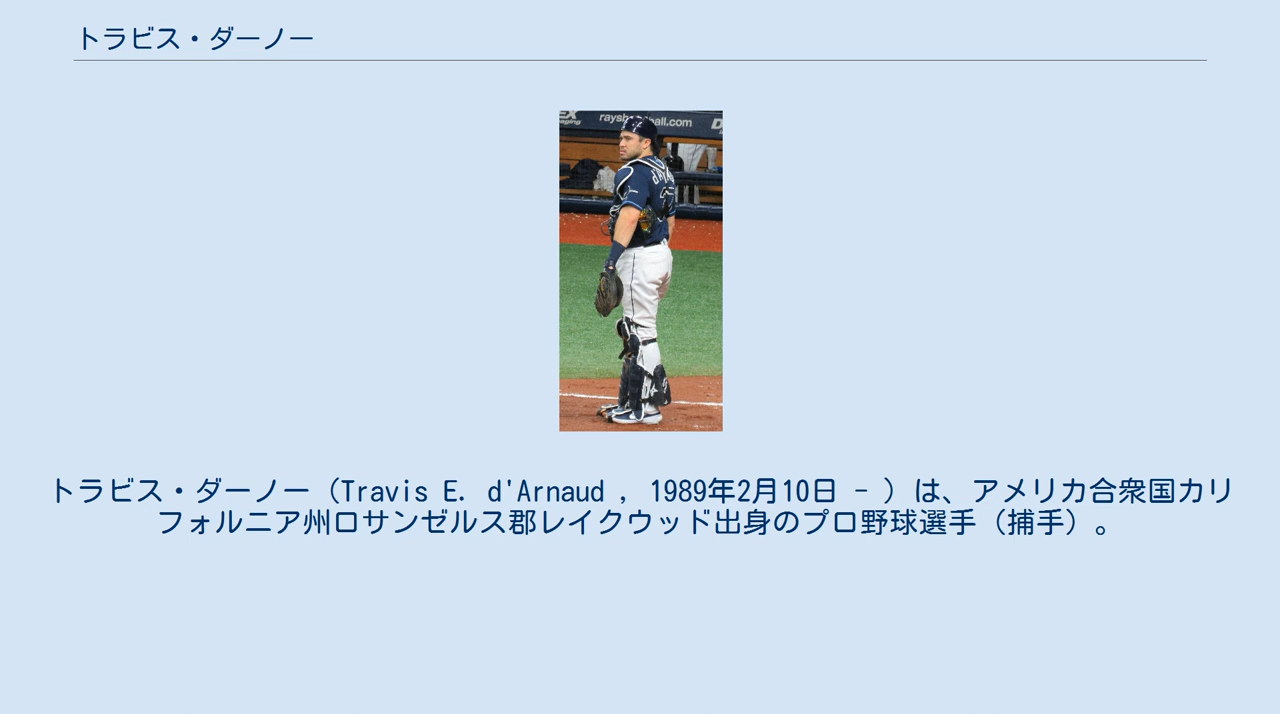 トラビス・ダーノー
raysb ball.com
トラビス・ダーノー（Travis E. d'Arnaud , 1989年2月10日 - ）は、アメリカ合衆国カリ
フォルニア州ロサンゼルス郡レイクウッド出身のプロ野球選手（捕手）。